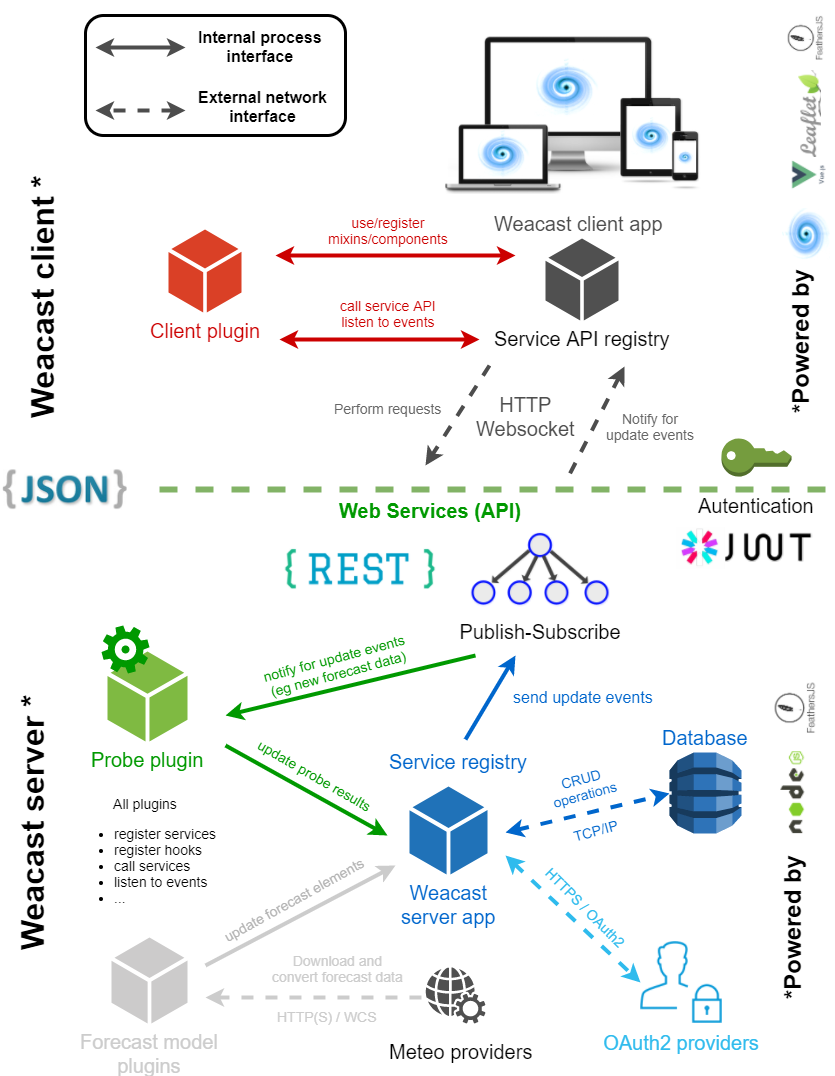 Internal process
interface
External network
interface
FeathersJS
Leaflet
Vue.js
Weacast client *
*Powered by
use/register
mixins/components
Weacast client app
Client plugin
call service API
listen to events
Service API registry
Perform requests
HTTP
Websocket
Notify for
update events
{JSON}
Web Services (API)
Autentication
JWT
{ REST }
Publish-Subscribe
notify for update events
(eg new forecast data)
send update events
Weacast server *
FeathersJS
node
JS
*Powered by
Probe plugin
update probe results
Service registry
Database
CRUD
operations
TCP/IP
All plugins
• register services
• register hooks
• call services
• listen to events
• ...
Weacast
server app
update forecast elements
HTTPS / OAuth2
Download and
convert forecast data
HTTP(S) / WCS
Forecast model
plugins
Meteo providers
OAuth2 providers